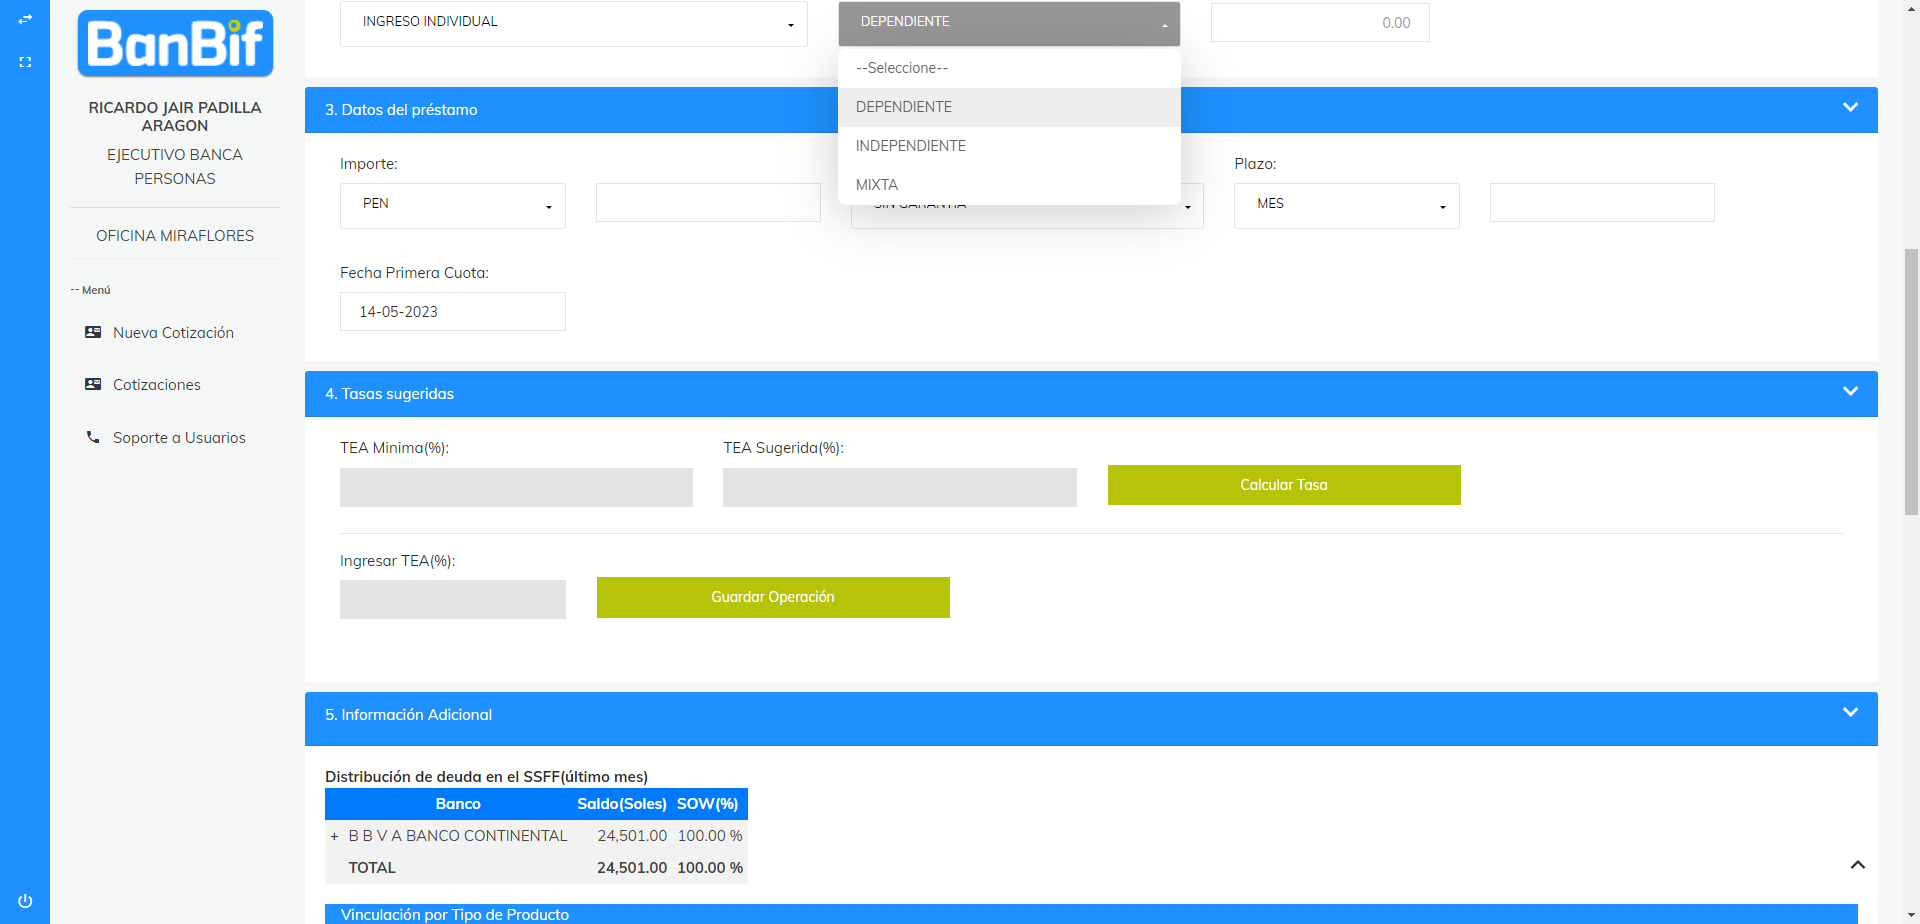 BanBif
RICARDO JAIR PADILLA
ARAGON
EJECUTIVO BANCA
PERSONAS
OFICINA MIRAFLORES
-- Menú
Nueva Cotización
Cotizaciones
Soporte a Usuarios
INGRESO INDIVIDUAL
DEPENDIENTE
0.00
--Seleccione--
DEPENDIENTE
INDEPENDIENTE
MIXTA
3. Datos del préstamo
Importe:
Plazo:
PEN
SIN GARANTIA
MES
Fecha Primera Cuota:
14-05-2023
4. Tasas sugeridas
TEA Minima(%):
TEA Sugerida(%):
Calcular Tasa
Ingresar TEA(%):
Guardar Operación
5. Información Adicional
Distribución de deuda en el SSFF(último mes)
Banco Saldo(Soles) SOW(%)
+ B B V A BANCO CONTINENTAL 24,501.00 100.00 %
TOTAL 24,501.00 100.00 %
Vinculación por Tipo de Producto